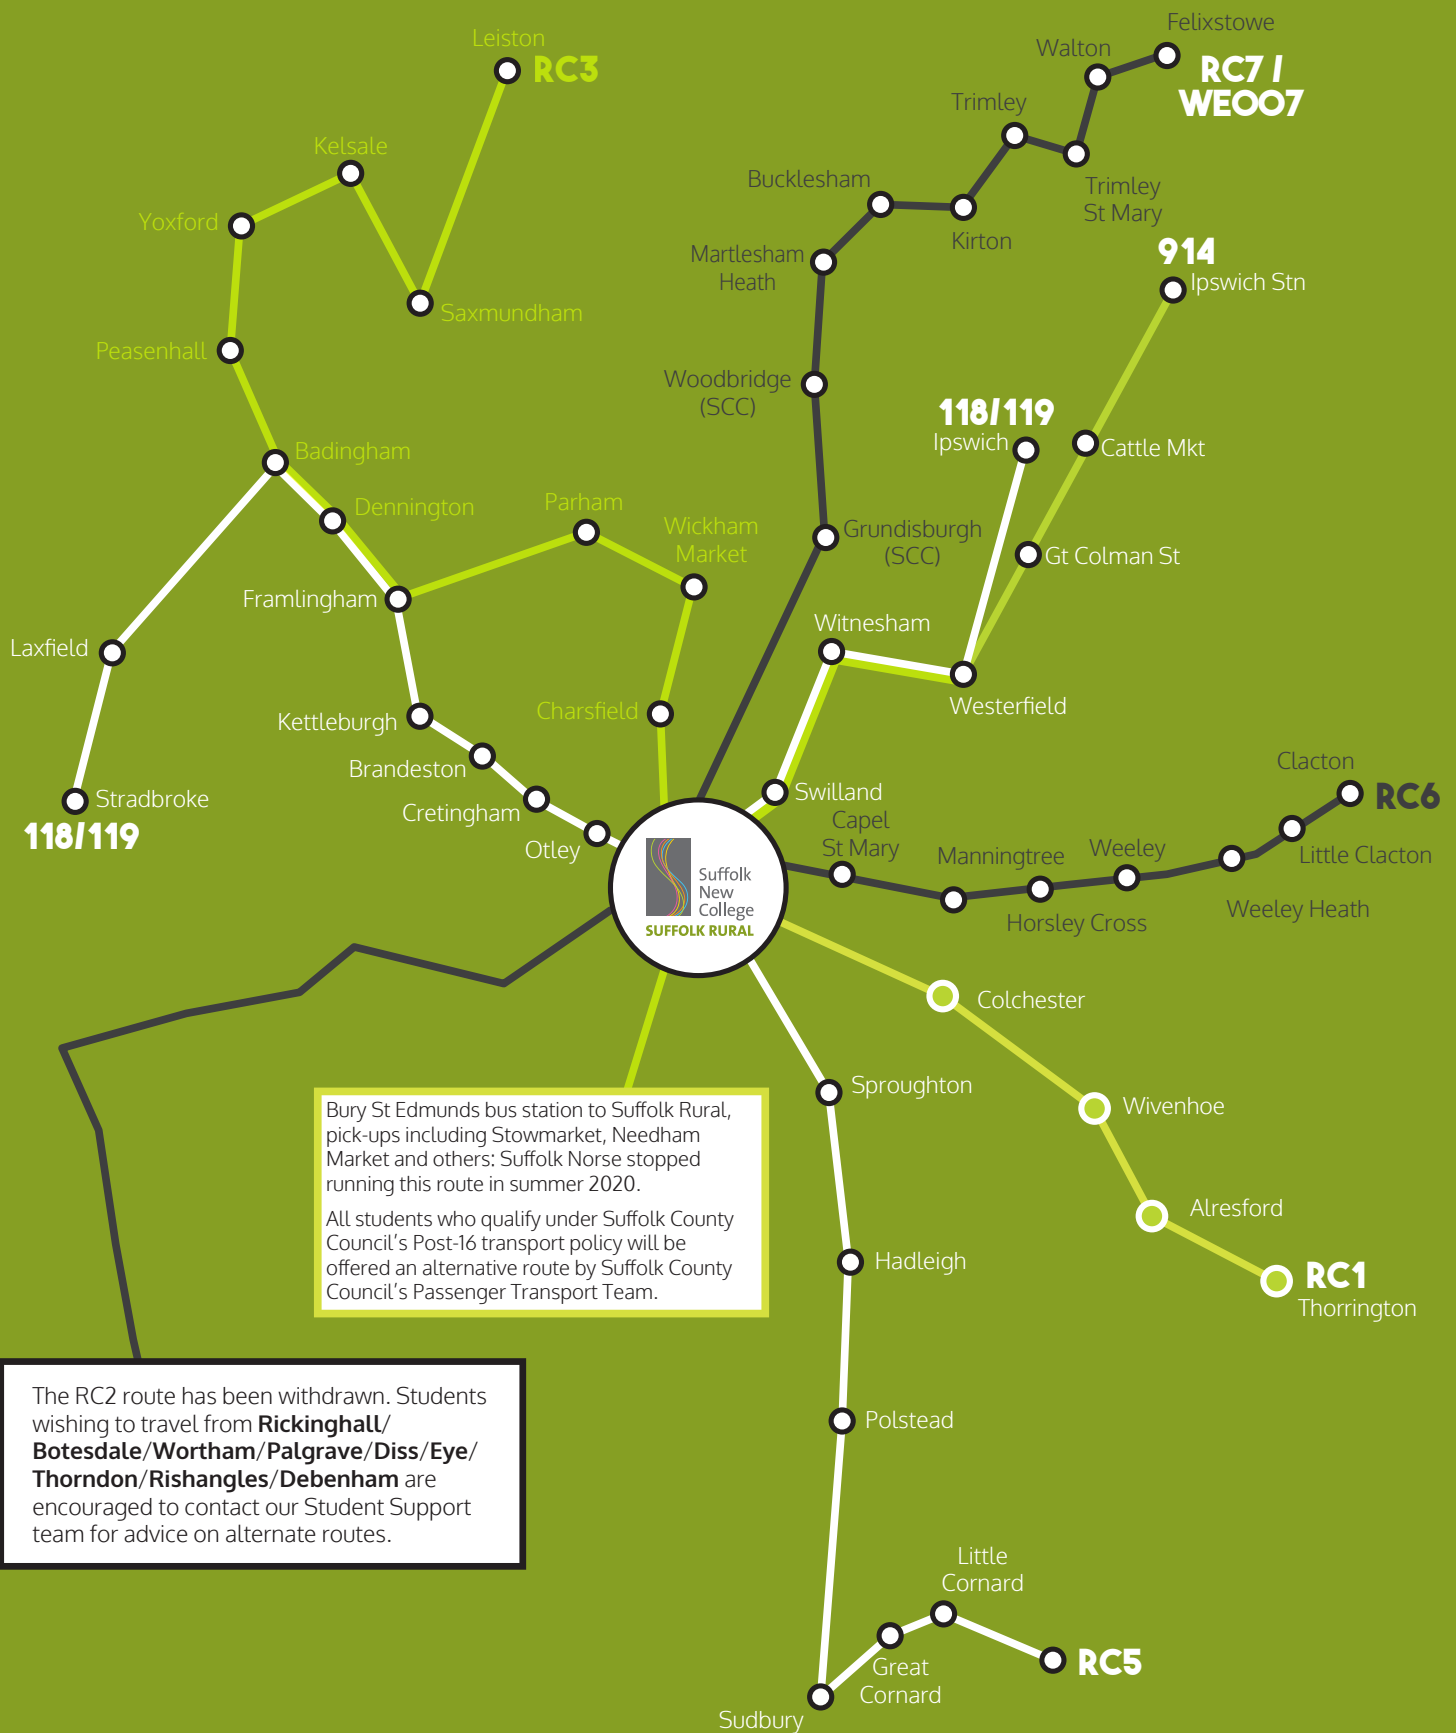 Felixstowe
Leiston
Walton
RC3
RC7 /
WE007
Trimley
Kelsale
Bucklesham
Trimley
St Mary
Yoxford
Kirton
914
Martlesham
Heath
Ipswich Stn
Saxmundham
Peasenhall
Woodbridge
(SCC)
118/119
Ipswich
Cattle Mkt
Badingham
Dennington
Parham
Wickham
Market
Grundisburgh
(SCC)
Gt Colman St
Framlingham
Witnesham
Laxfield
Westerfield
Charsfield
Kettleburgh
Brandeston
Clacton
Stradbroke
118/119
Swilland
RC6
Cretingham
Capel
St Mary
Otley
Manningtree
Weeley
Little Clacton
Suffolk
New
College
SUFFOLK RURAL
Horsley Cross
Weeley Heath
Colchester
Sproughton
Wivenhoe
Bury St Edmunds bus station to Suffolk Rural,
pick-ups including Stowmarket, Needham
Market and others: Suffolk Norse stopped
running this route in summer 2020.
All students who qualify under Suffolk County
Council's Post-16 transport policy will be
offered an alternative route by Suffolk County
Council's Passenger Transport Team.
Alresford
Hadleigh
RC1
Thorrington
The RC2 route has been withdrawn. Students
wishing to travel from Rickinghall/
Botesdale/Wortham/Palgrave/Diss/Eye/
Thorndon/Rishangles/Debenham are
encouraged to contact our Student Support
team for advice on alternate routes.
Polstead
Little
Cornard
RC5
Great
Cornard
Sudbury